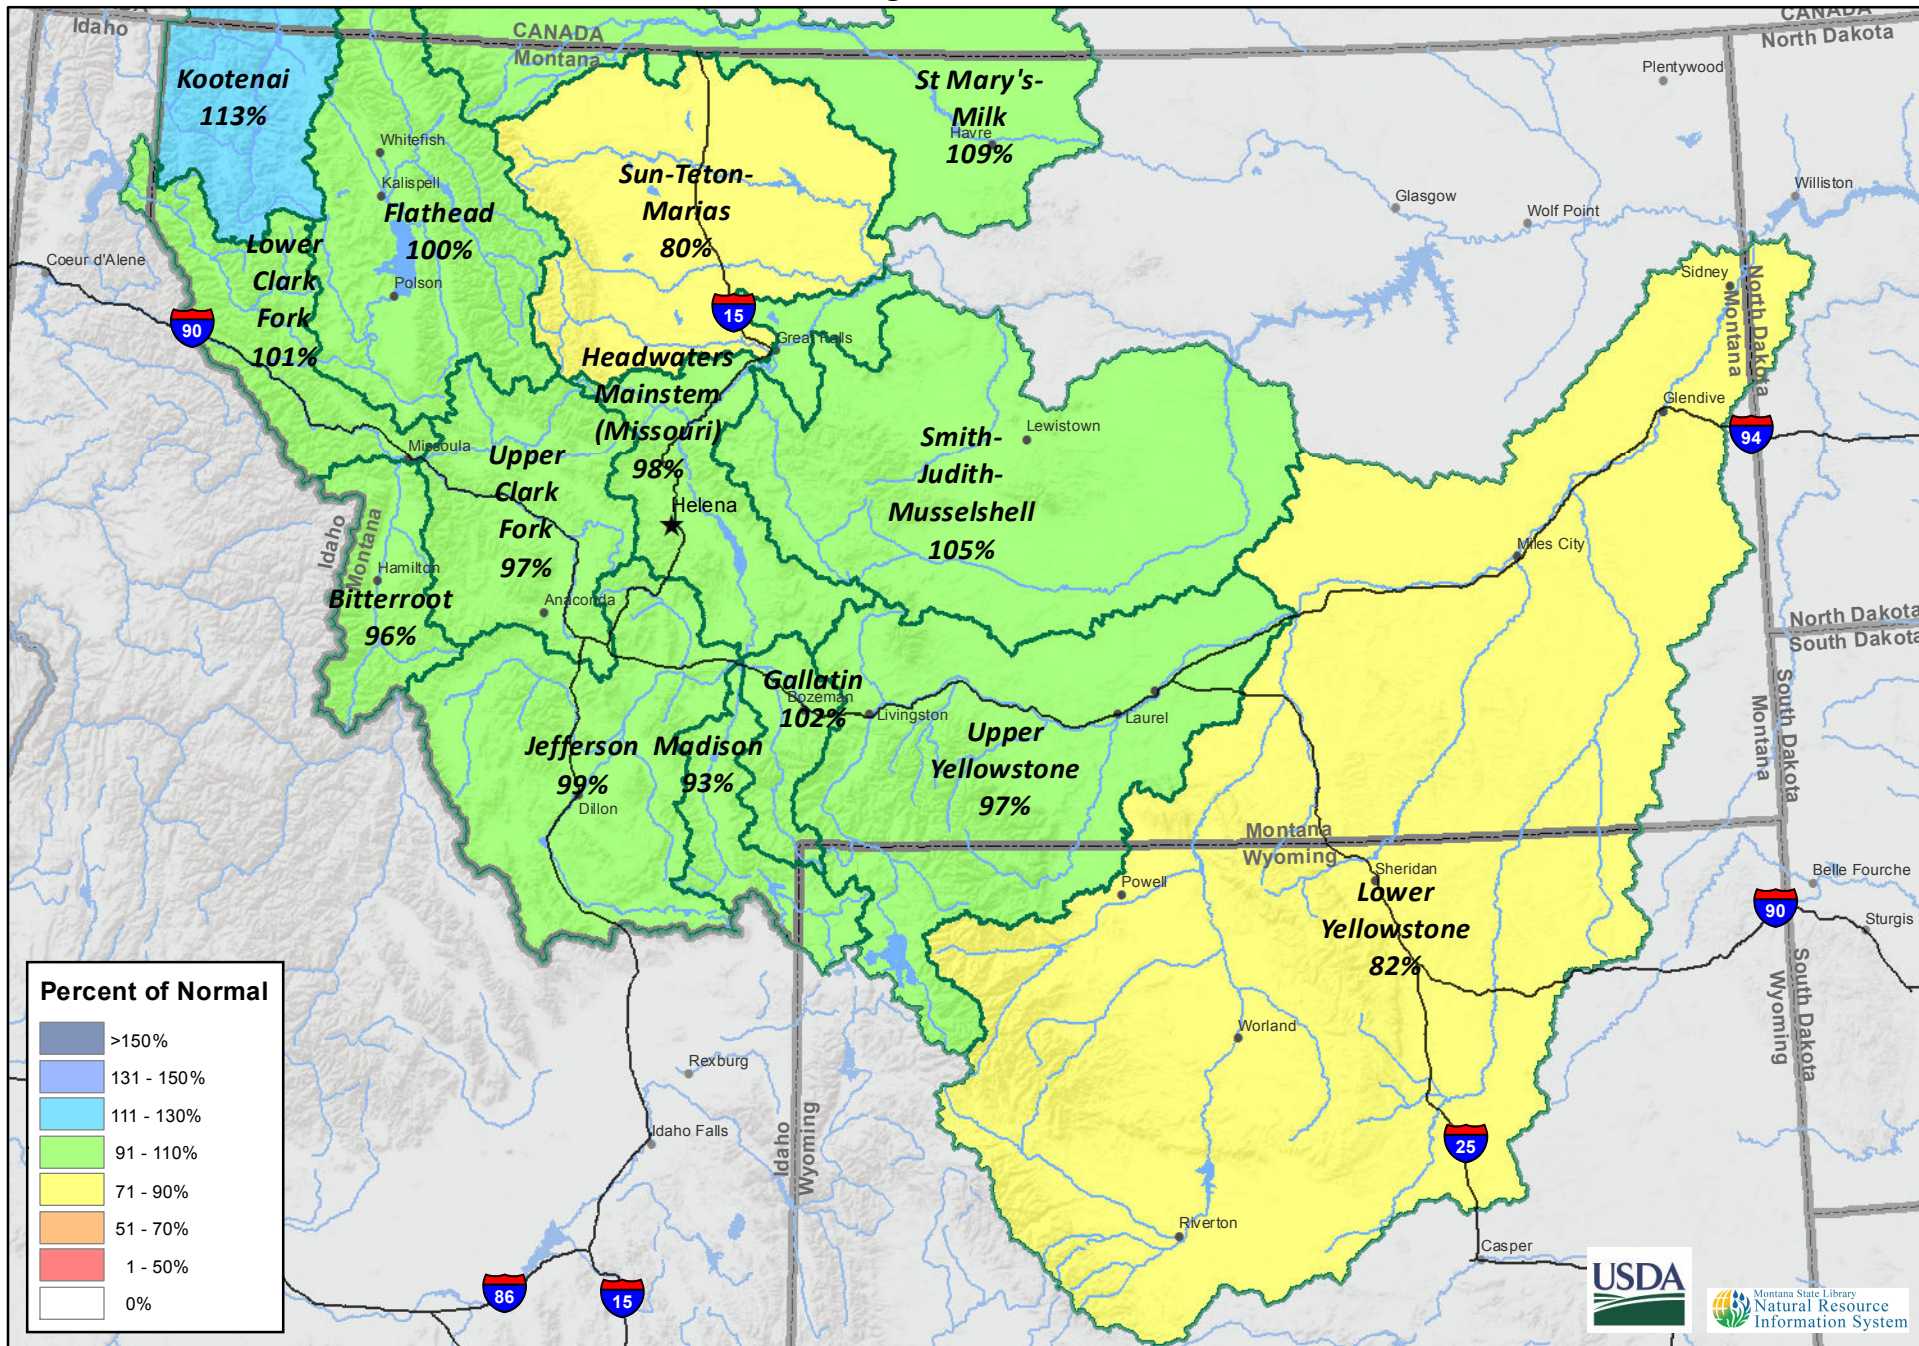 CANADA
Idaho
CANADA
Montana
CANADA
North Dakota
Kootenai
113%
St Mary's-
Milk
Havre
109%
Plentywood
Whitefish
Kalispell
Flathead
100%
Polson
Sun-Teton-
Marias
80%
Glasgow
Wolf Point
Williston
Coeur d'Alene
Lower
Clark
Fork
101%
90
15
Great Falls
Sidney
North Dakota
Montana
Headwaters
Mainstem
(Missouri)
98%
Helena
Glendive
94
Missoula
Upper
Clark
Fork
97%
Smith-
Judith-
Musselshell
105%
Lewistown
Miles City
Idaho
Montana
Hamilton
Bitterroot
96%
Anaconda
North Dakota
South Dakota
Gallatin
Bozeman
102%
Livingston
Laurel
South Dakota
Montana
Jefferson
99%
Dillon
Madison
93%
Upper
Yellowstone
97%
Montana
Wyoming
Powell
Sheridan
Lower
Yellowstone
82%
Belle Fourche
90
Sturgis
South Dakota
Wyoming
Worland
Rexburg
Idaho Falls
Idaho
Wyoming
25
Riverton
Casper
86
15
Percent of Normal
>150%
131 - 150%
111 - 130%
91 - 110%
71 - 90%
51 - 70%
1 - 50%
0%
USDA
Montana State Library
Natural Resource
Information System